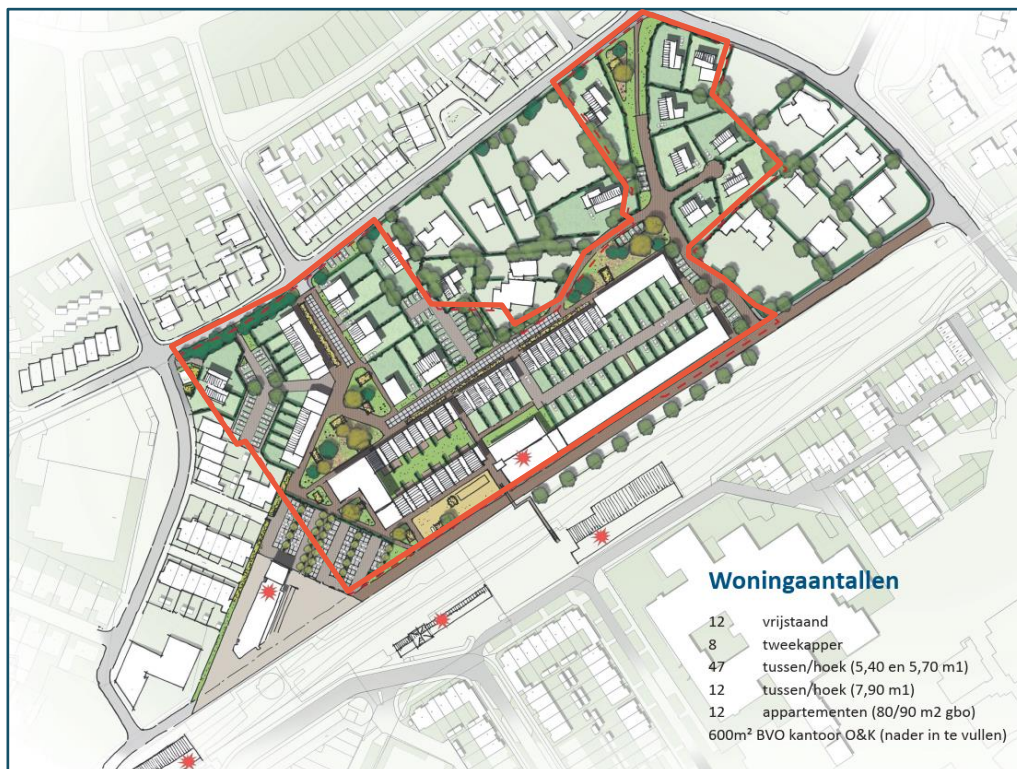 Woningaantallen
12 vrijstaand
8 tweekapper
47 tussen/hoek (5,40 en 5,70 m1)
12 tussen/hoek (7,90 m1)
12 appartementen (80/90 m2 gbo)
600m² BVO kantoor O&K (nader in te vullen)